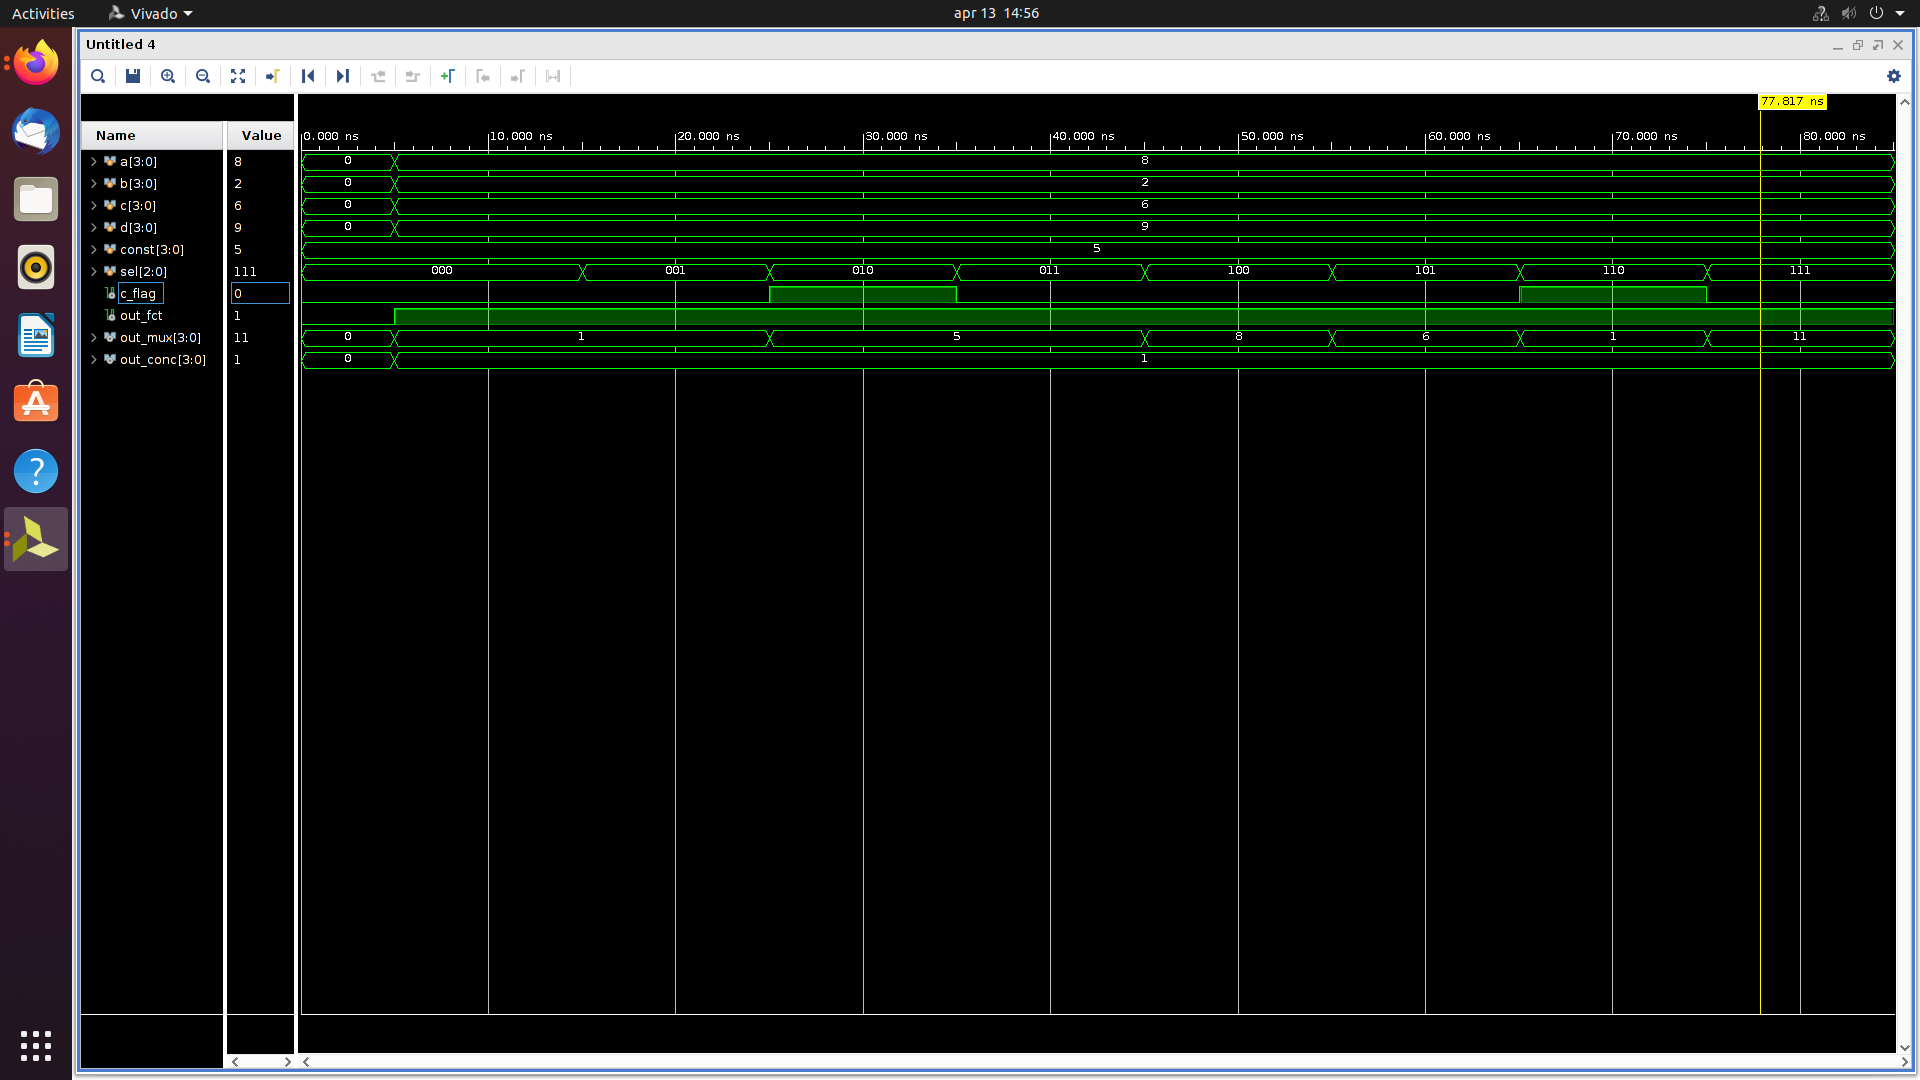 Activities Vivado apr 13 14:56
Untitled 4
77.817 ns
Name Value 0.000 ns 10.000 ns 20.000 ns 30.000 ns 40.000 ns 50.000 ns 60.000 ns 70.000 ns 80.000 ns
a[3:0] 8 0 8
b[3:0] 2 0 2
c[3:0] 6 0 6
d[3:0] 9 0 9
const[3:0] 5 5
sel[2:0] 111 000 001 010 011 100 101 110 111
c_flag 0
out_fct 1
out_mux[3:0] 11 0 1 5 8 6 1 11
out_conc[3:0] 1 0 1